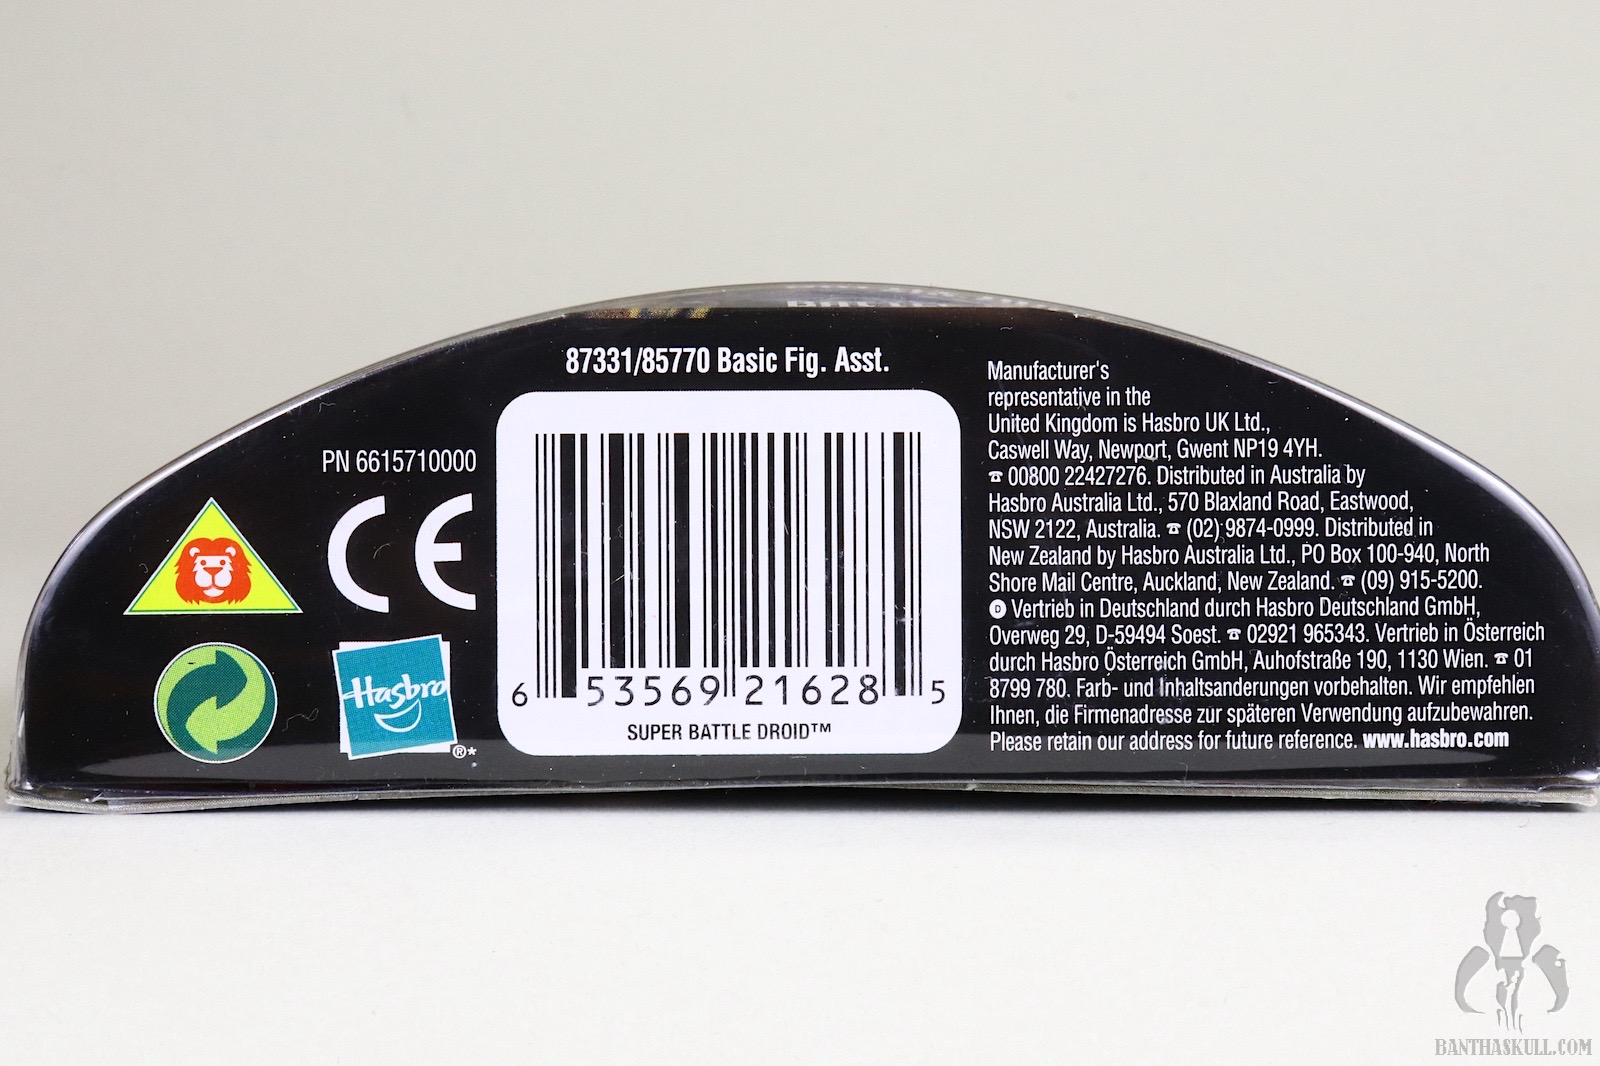 87331/85770 Basic Fig. Asst.
PN 6615710000
CE
Hasbro
®*
6 53569 21628 5
SUPER BATTLE DROID™
Manufacturer's
representative in the
United Kingdom is Hasbro UK Ltd.,
Caswell Way, Newport, Gwent NP19 4YH.
☎ 00800 22427276. Distributed in Australia by
Hasbro Australia Ltd., 570 Blaxland Road, Eastwood,
NSW 2122, Australia. ☎ (02) 9874-0999. Distributed in
New Zealand by Hasbro Australia Ltd., PO Box 100-940, North
Shore Mail Centre, Auckland, New Zealand. ☎ (09) 915-5200.
D Vertrieb in Deutschland durch Hasbro Deutschland GmbH,
Overweg 29, D-59494 Soest. ☎ 02921 965343. Vertrieb in Österreich
durch Hasbro Österreich GmbH, Auhofstraße 190, 1130 Wien. ☎ 01
8799 780. Farb- und Inhaltsanderungen vorbehalten. Wir empfehlen
Ihnen, die Firmenadresse zur späteren Verwendung aufzubewahren.
Please retain our address for future reference. www.hasbro.com
BANTHASKULL.COM